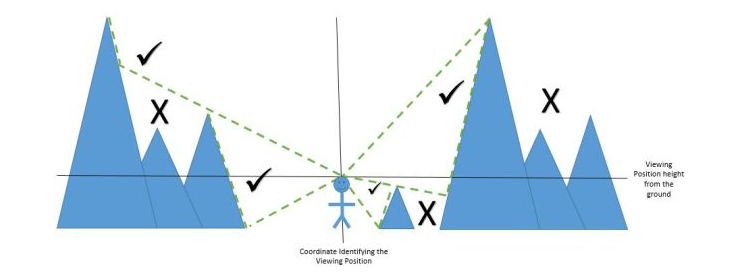 X
X
X
Viewing
Position height
from the
ground
Coordinate Identifying the
Viewing Position